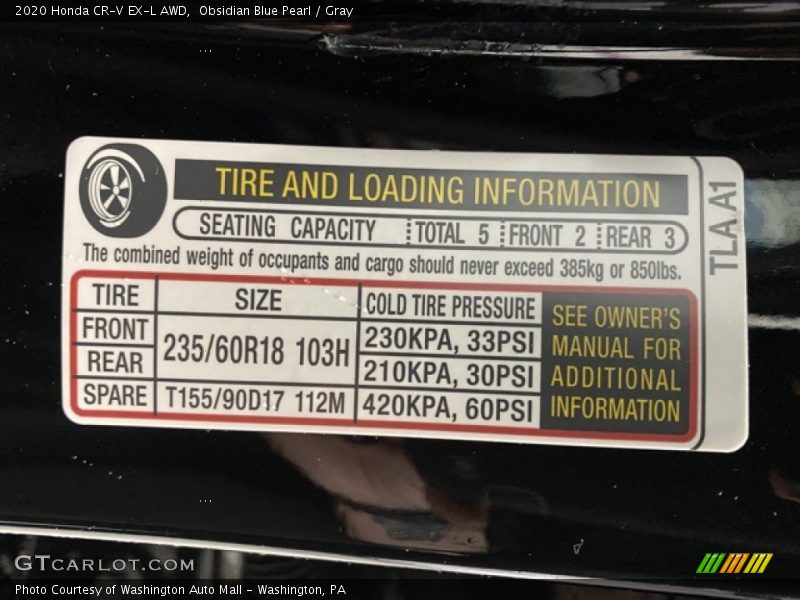 2020 Honda CR-V EX-L AWD, Obsidian Blue Pearl / Gray
TIRE AND LOADING INFORMATION
SEATING CAPACITY TOTAL 5 FRONT 2 REAR 3
The combined weight of occupants and cargo should never exceed 385kg or 850lbs.
TIRE SIZE COLD TIRE PRESSURE
FRONT 235/60R18 103H 230KPA, 33PSI
REAR 210KPA, 30PSI
SPARE T155/90D17 112M 420KPA, 60PSI
SEE OWNER'S
MANUAL FOR
ADDITIONAL
INFORMATION
TLA A1
GTCARLOT.COM
Photo Courtesy of Washington Auto Mall - Washington, PA